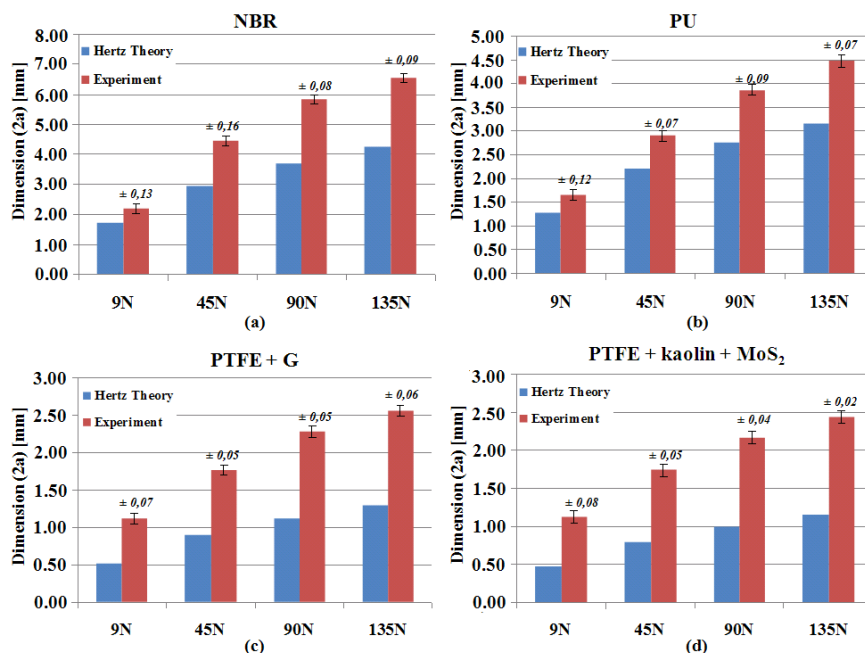 NBR
Hertz Theory
Experiment
Dimension (2a) [mm]
8.00
7.00
6.00
5.00
4.00
3.00
2.00
1.00
0.00
± 0,13
± 0,16
± 0,08
± 0,09
9N 45N 90N 135N
(a)
PU
Hertz Theory
Experiment
Dimension (2a) [mm]
5.00
4.50
4.00
3.50
3.00
2.50
2.00
1.50
1.00
0.50
0.00
± 0,12
± 0,07
± 0,09
± 0,07
9N 45N 90N 135N
(b)
PTFE + G
Hertz Theory
Experiment
Dimension (2a) [mm]
3.00
2.50
2.00
1.50
1.00
0.50
0.00
± 0,07
± 0,05
± 0,05
± 0,06
9N 45N 90N 135N
(c)
PTFE + kaolin + MoS₂
Hertz Theory
Experiment
Dimension (2a) [mm]
3.00
2.50
2.00
1.50
1.00
0.50
0.00
± 0,08
± 0,05
± 0,04
± 0,02
9N 45N 90N 135N
(d)